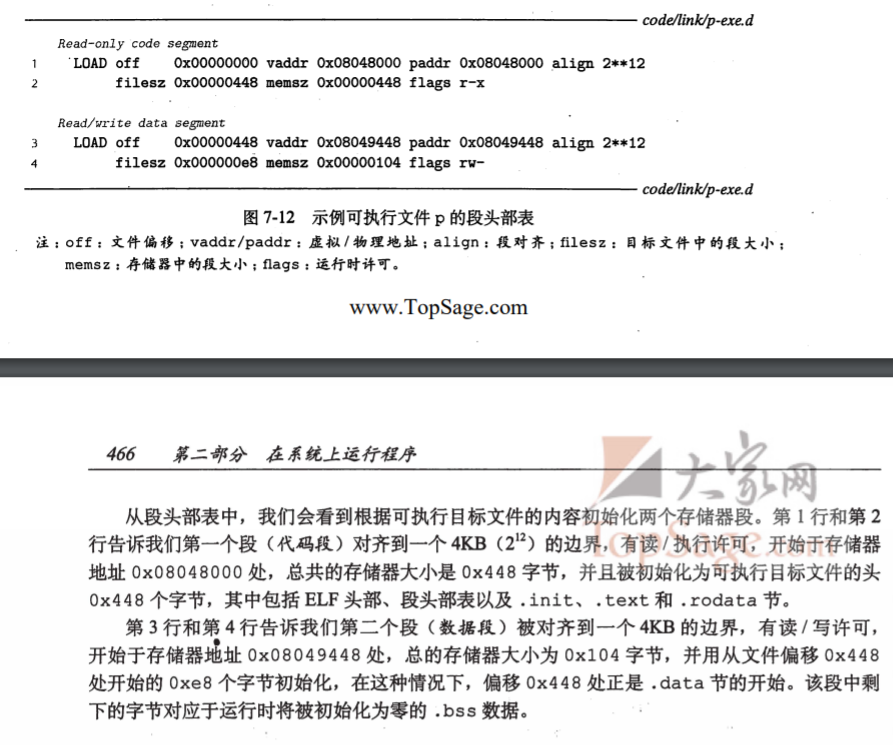 code/link/p-exe.d
Read-only code segment
1 LOAD off 0x00000000 vaddr 0x08048000 paddr 0x08048000 align 2**12
2 filesz 0x00000448 memsz 0x00000448 flags r-x
Read/write data segment
3 LOAD off 0x00000448 vaddr 0x08049448 paddr 0x08049448 align 2**12
4 filesz 0x000000e8 memsz 0x00000104 flags rw-
code/link/p-exe.d
图 7-12 示例可执行文件 p 的段头部表
注：off：文件偏移；vaddr/paddr：虚拟/物理地址；align：段对齐；filesz：目标文件中的段大小；
memsz：存储器中的段大小；flags：运行时许可。
www.TopSage.com
466 第二部分 在系统上运行程序
大家网
TopSage.com
从段头部表中，我们会看到根据可执行目标文件的内容初始化两个存储器段。第 1 行和第 2
行告诉我们第一个段（代码段）对齐到一个 4KB（2¹²）的边界，有读 / 执行许可，开始于存储器
地址 0x08048000 处，总共的存储器大小是 0x448 字节，并且被初始化为可执行目标文件的头
0x448 个字节，其中包括 ELF 头部、段头部表以及 .init、.text 和 .rodata 节。
第 3 行和第 4 行告诉我们第二个段（数据段）被对齐到一个 4KB 的边界，有读 / 写许可，
开始于存储器地址 0x08049448 处，总的存储器大小为 0x104 字节，并用从文件偏移 0x448
处开始的 0xe8 个字节初始化，在这种情况下，偏移 0x448 处正是 .data 节的开始。该段中剩
下的字节对应于运行时将被初始化为零的 .bss 数据。